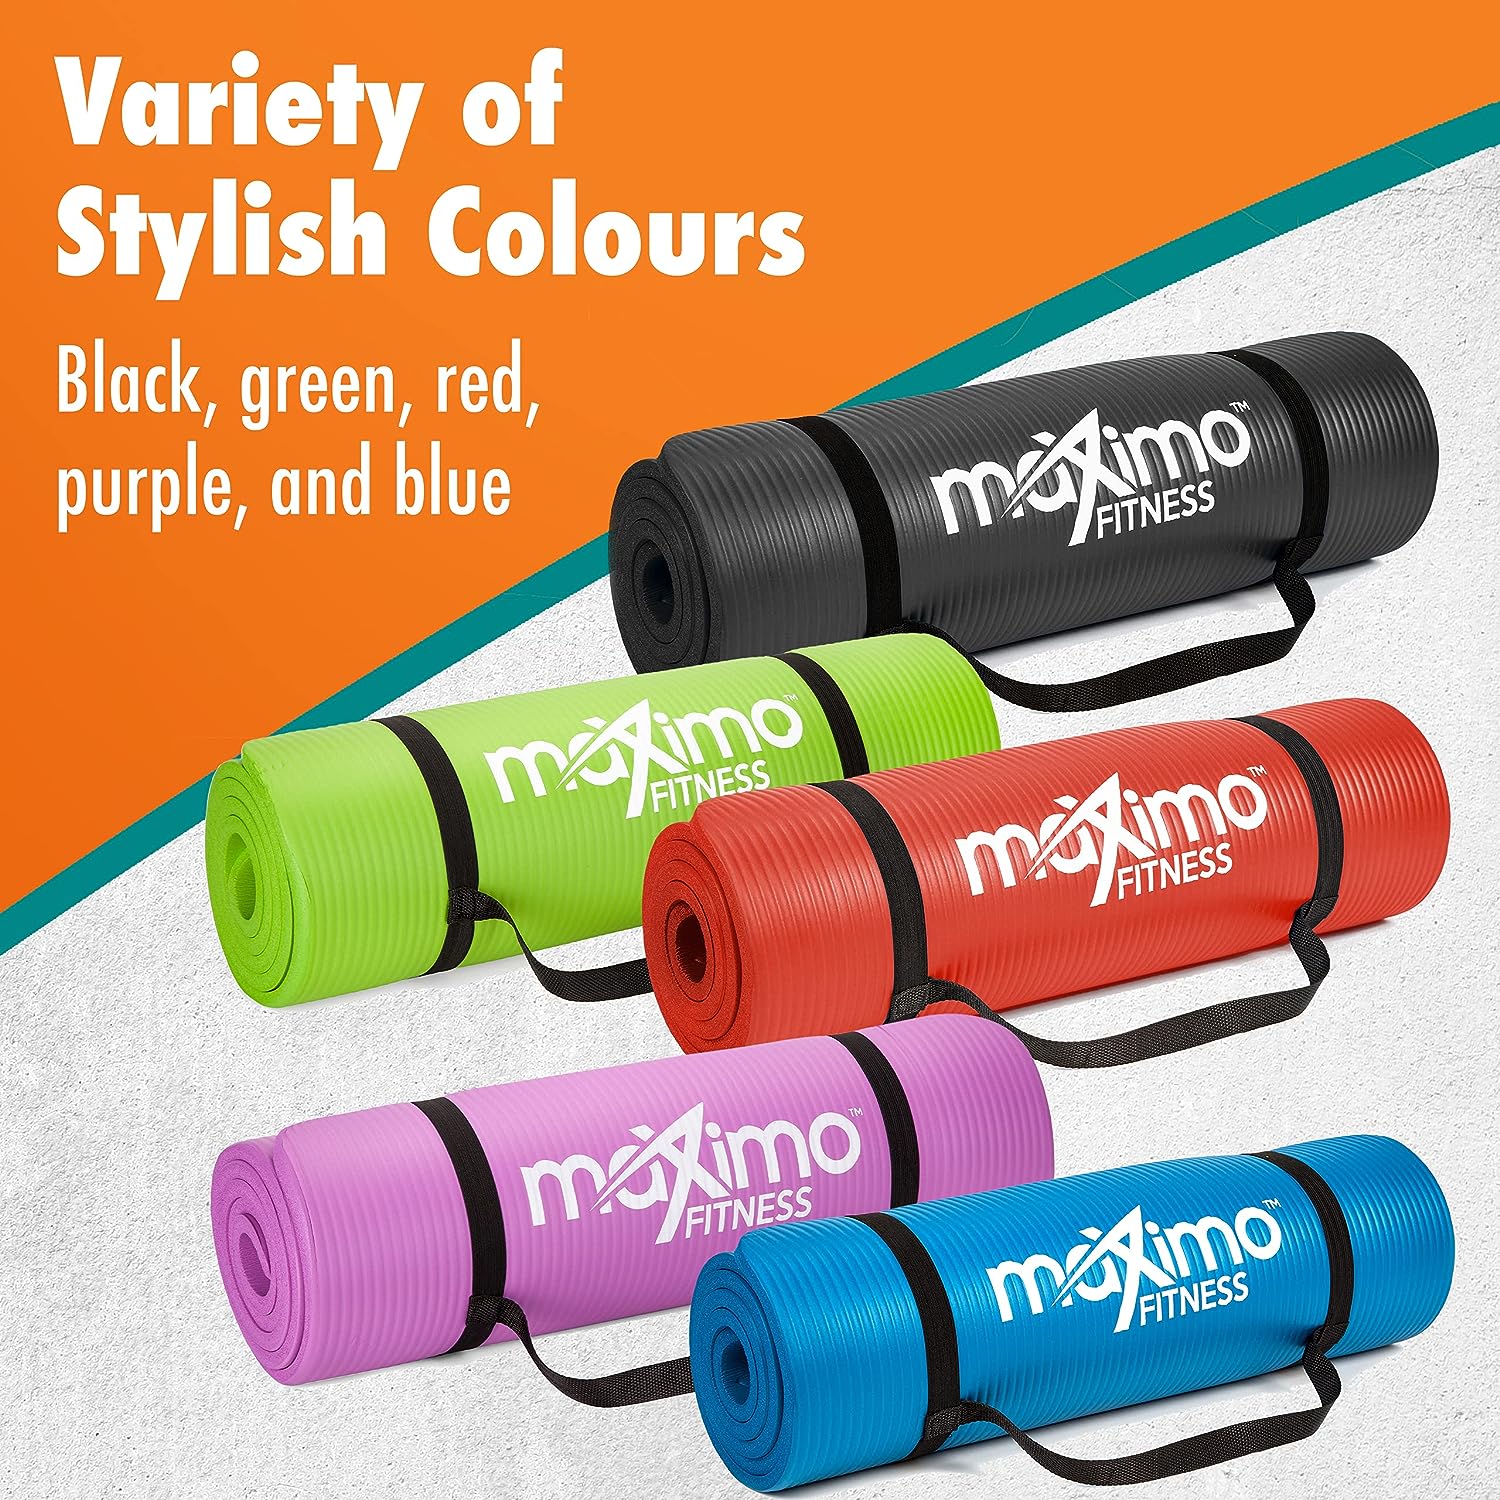 Variety of
Stylish Colours
Black, green, red,
purple, and blue
maximo™
FITNESS
maximo™
FITNESS
maximo™
FITNESS
maximo™
FITNESS
maximo™
FITNESS